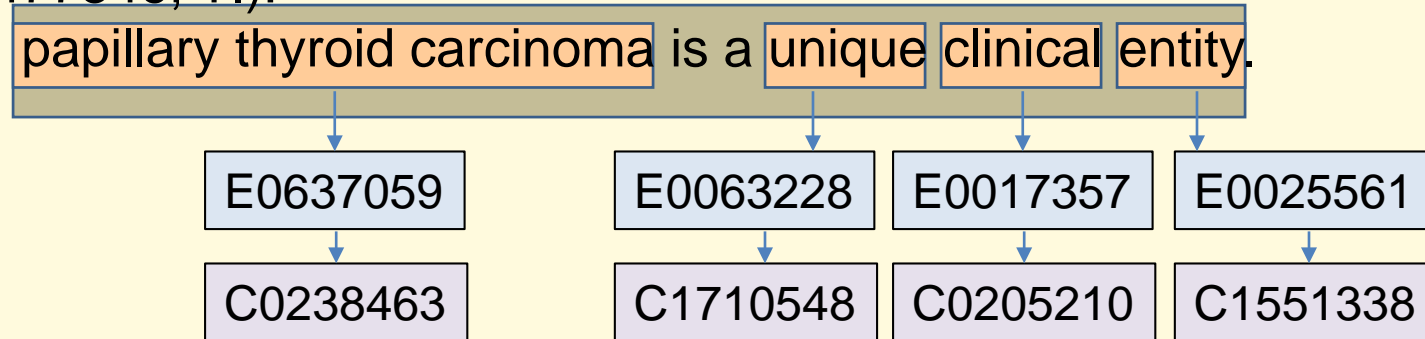 papillary thyroid carcinoma is a unique clinical entity.
E0637059 E0063228 E0017357 E0025561
C0238463 C1710548 C0205210 C1551338